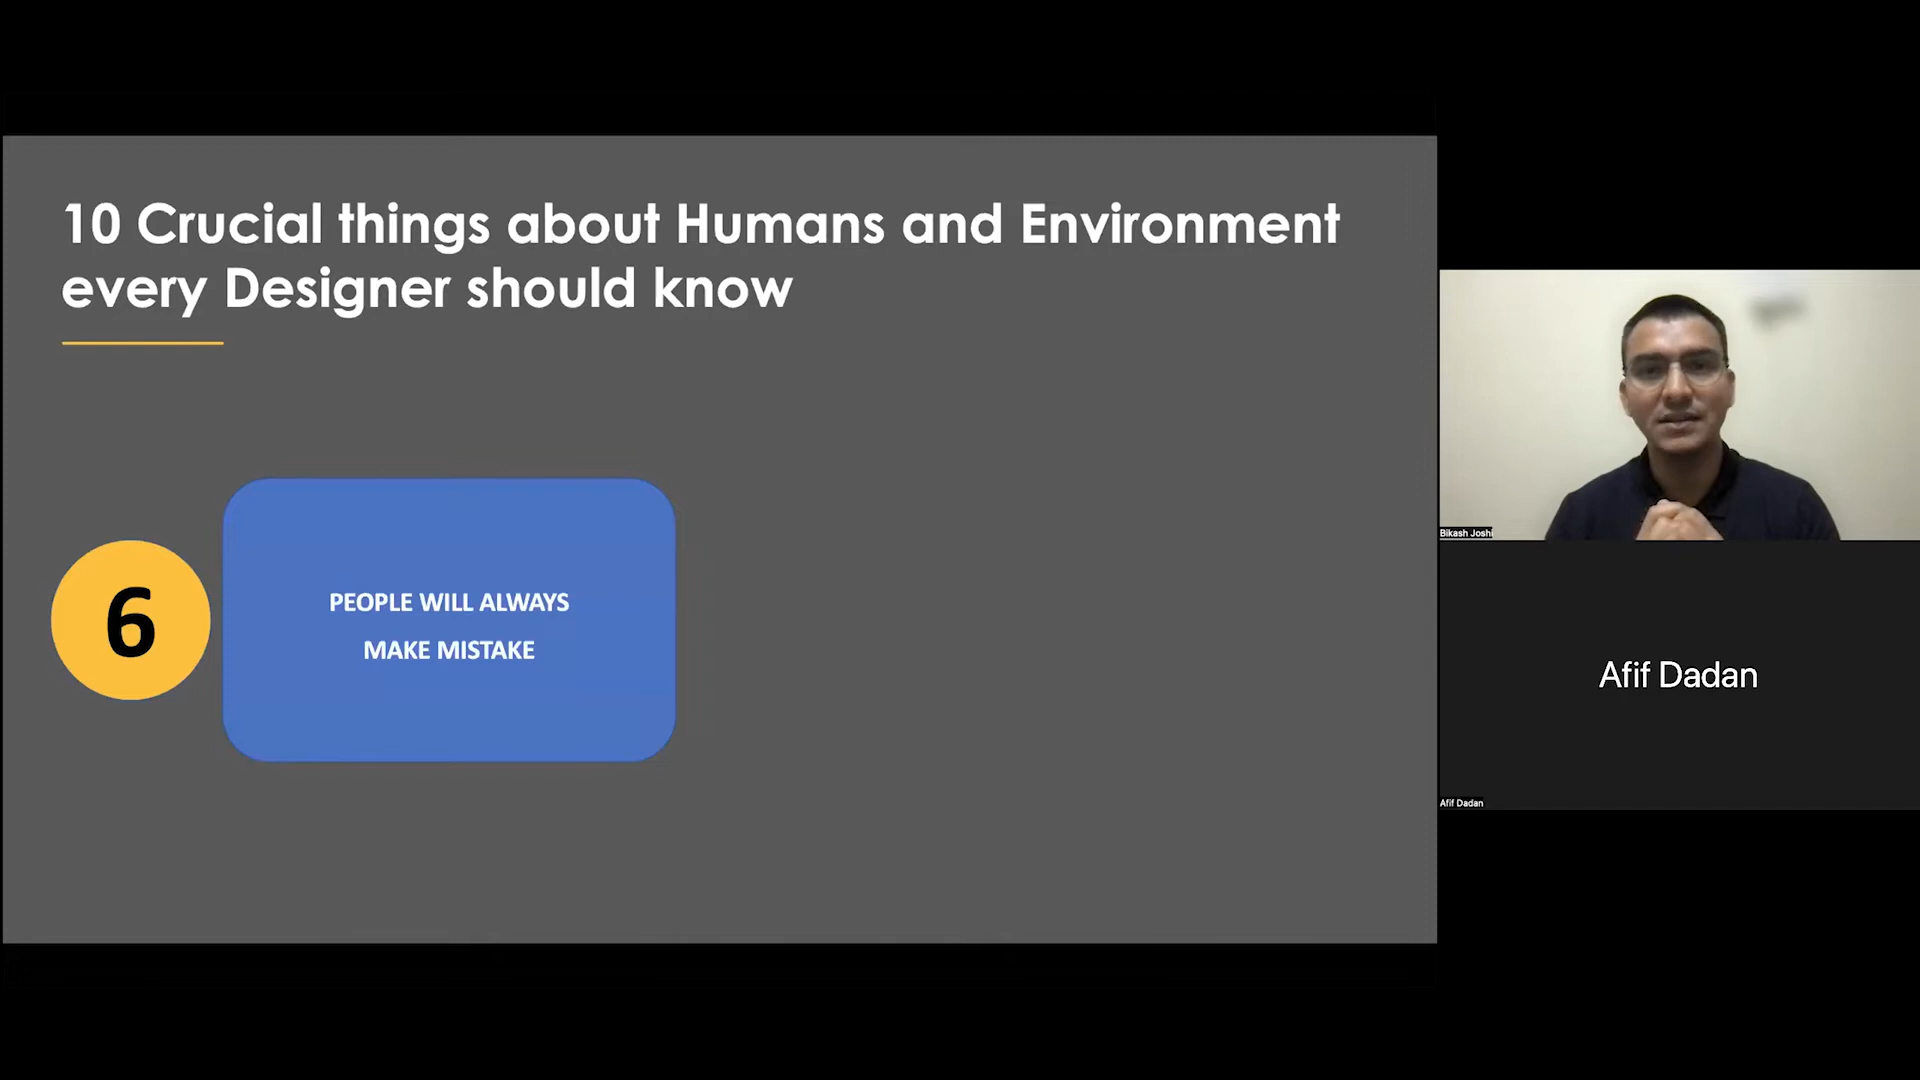 10 Crucial things about Humans and Environment
every Designer should know
6
PEOPLE WILL ALWAYS
MAKE MISTAKE
Bikash Joshi
Afif Dadan
Afif Dadan